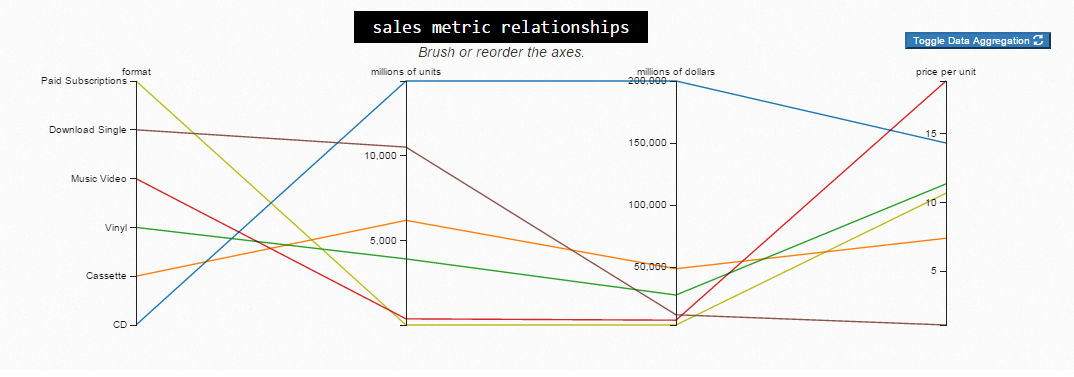 sales metric relationships
Brush or reorder the axes.
Toggle Data Aggregation
format
millions of units
millions of dollars
price per unit
Paid Subscriptions
200,000
Download Single
15
150,000
10,000
Music Video
100,000
10
Vinyl
5,000
50,000
5
Cassette
CD